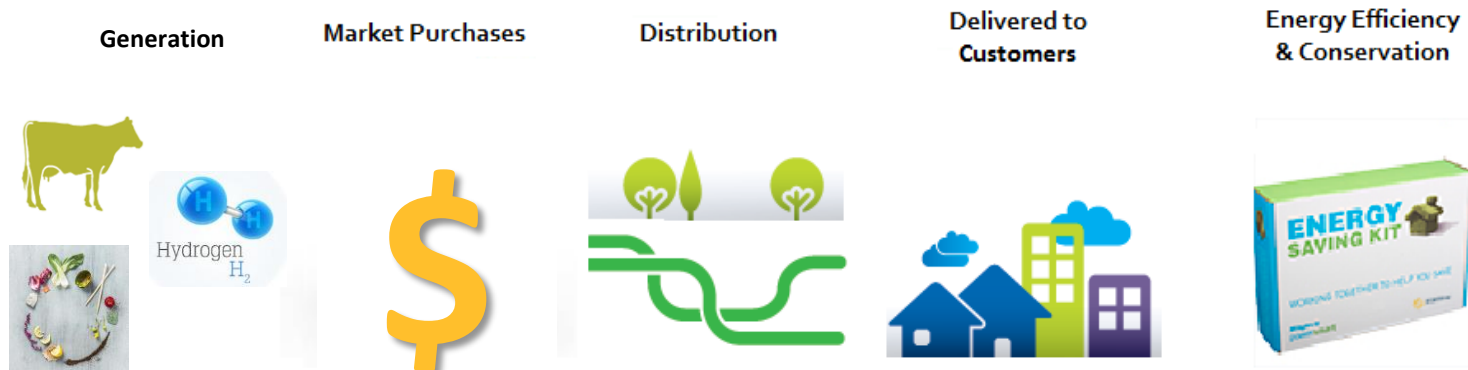 Generation
Market Purchases
Distribution
Delivered to
Customers
Energy Efficiency
& Conservation
H
H
Hydrogen
H₂
$
ENERGY
SAVING KIT
WORKING TOGETHER TO HELP YOU SAVE